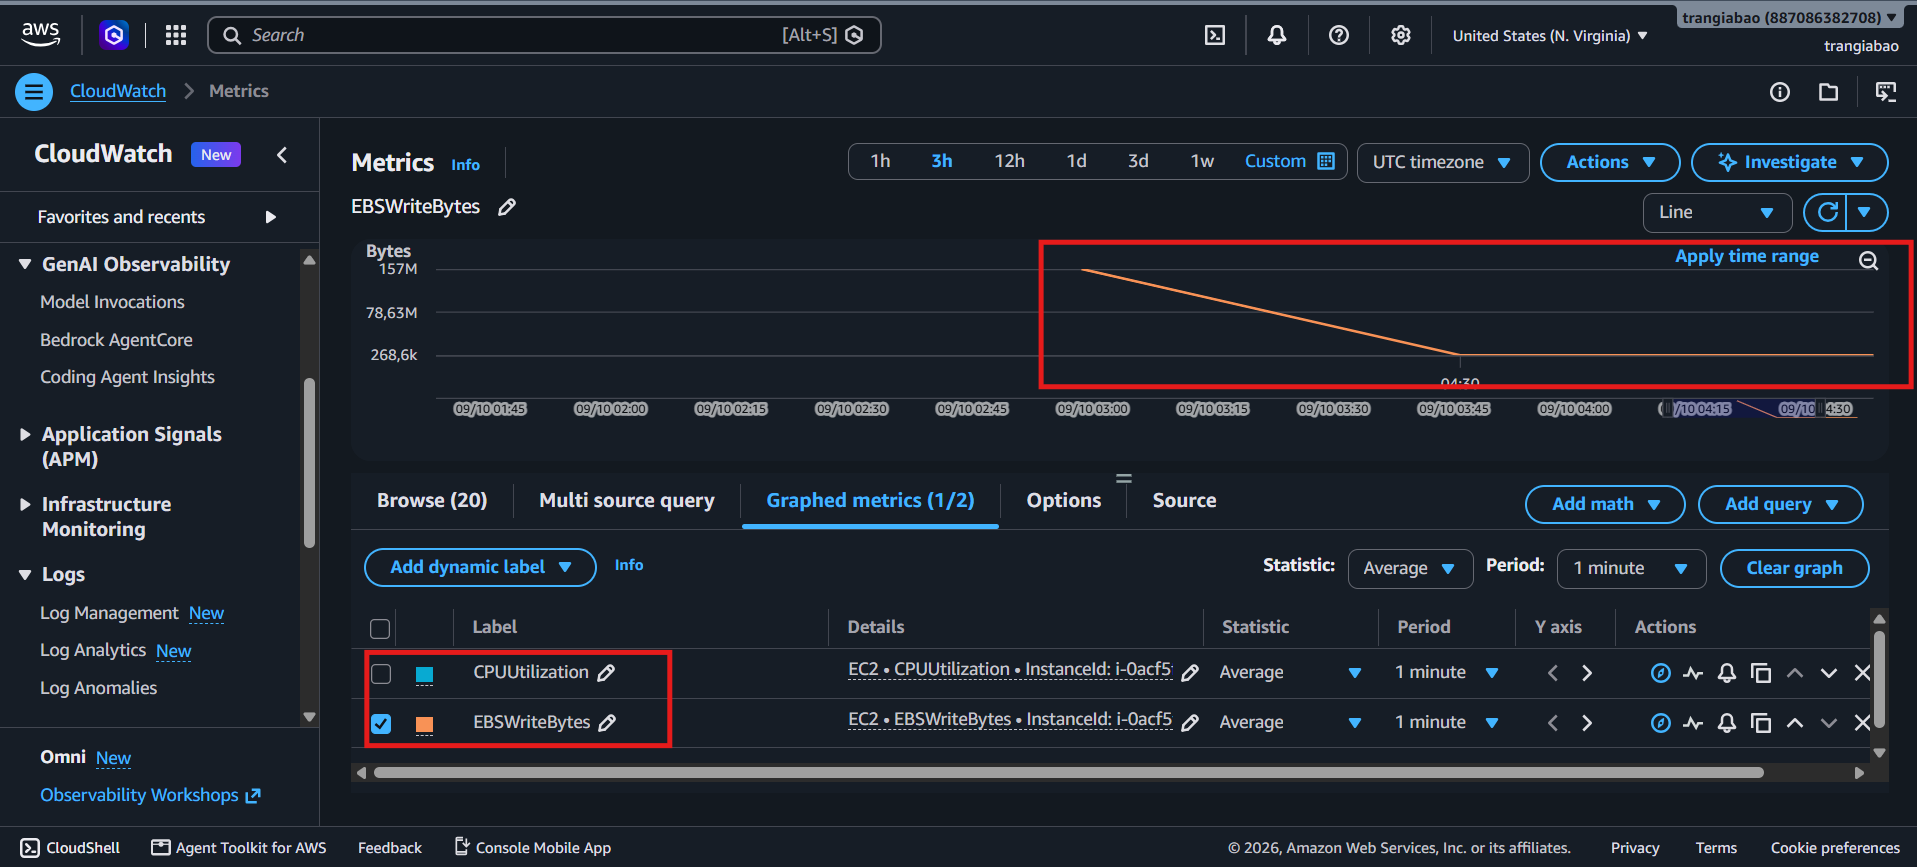 aws
Search [Alt+S]
United States (N. Virginia)
trangiabao (887086382708)
trangiabao
CloudWatch
Metrics
CloudWatch New
Favorites and recents
GenAI Observability
Model Invocations
Bedrock AgentCore
Coding Agent Insights
Application Signals
(APM)
Infrastructure
Monitoring
Logs
Log Management New
Log Analytics New
Log Anomalies
Omni New
Observability Workshops
Metrics Info
1h 3h 12h 1d 3d 1w Custom
UTC timezone
Actions
Investigate
EBSWriteBytes
Line
Bytes
Apply time range
157M
78,63M
268,6k
04:30
09/10 01:45 09/10 02:00 09/10 02:15 09/10 02:30 09/10 02:45 09/10 03:00 09/10 03:15 09/10 03:30 09/10 03:45 09/10 04:00 /10 04:15 09/10 4:30
Browse (20) Multi source query Graphed metrics (1/2) Options Source
Add math Add query
Add dynamic label Info
Statistic: Average Period: 1 minute Clear graph
Label Details Statistic Period Y axis Actions
CPUUtilization EC2 • CPUUtilization • InstanceId: i-0acf5 Average 1 minute
EBSWriteBytes EC2 • EBSWriteBytes • InstanceId: i-0acf5 Average 1 minute
CloudShell Agent Toolkit for AWS Feedback Console Mobile App
© 2026, Amazon Web Services, Inc. or its affiliates. Privacy Terms Cookie preferences